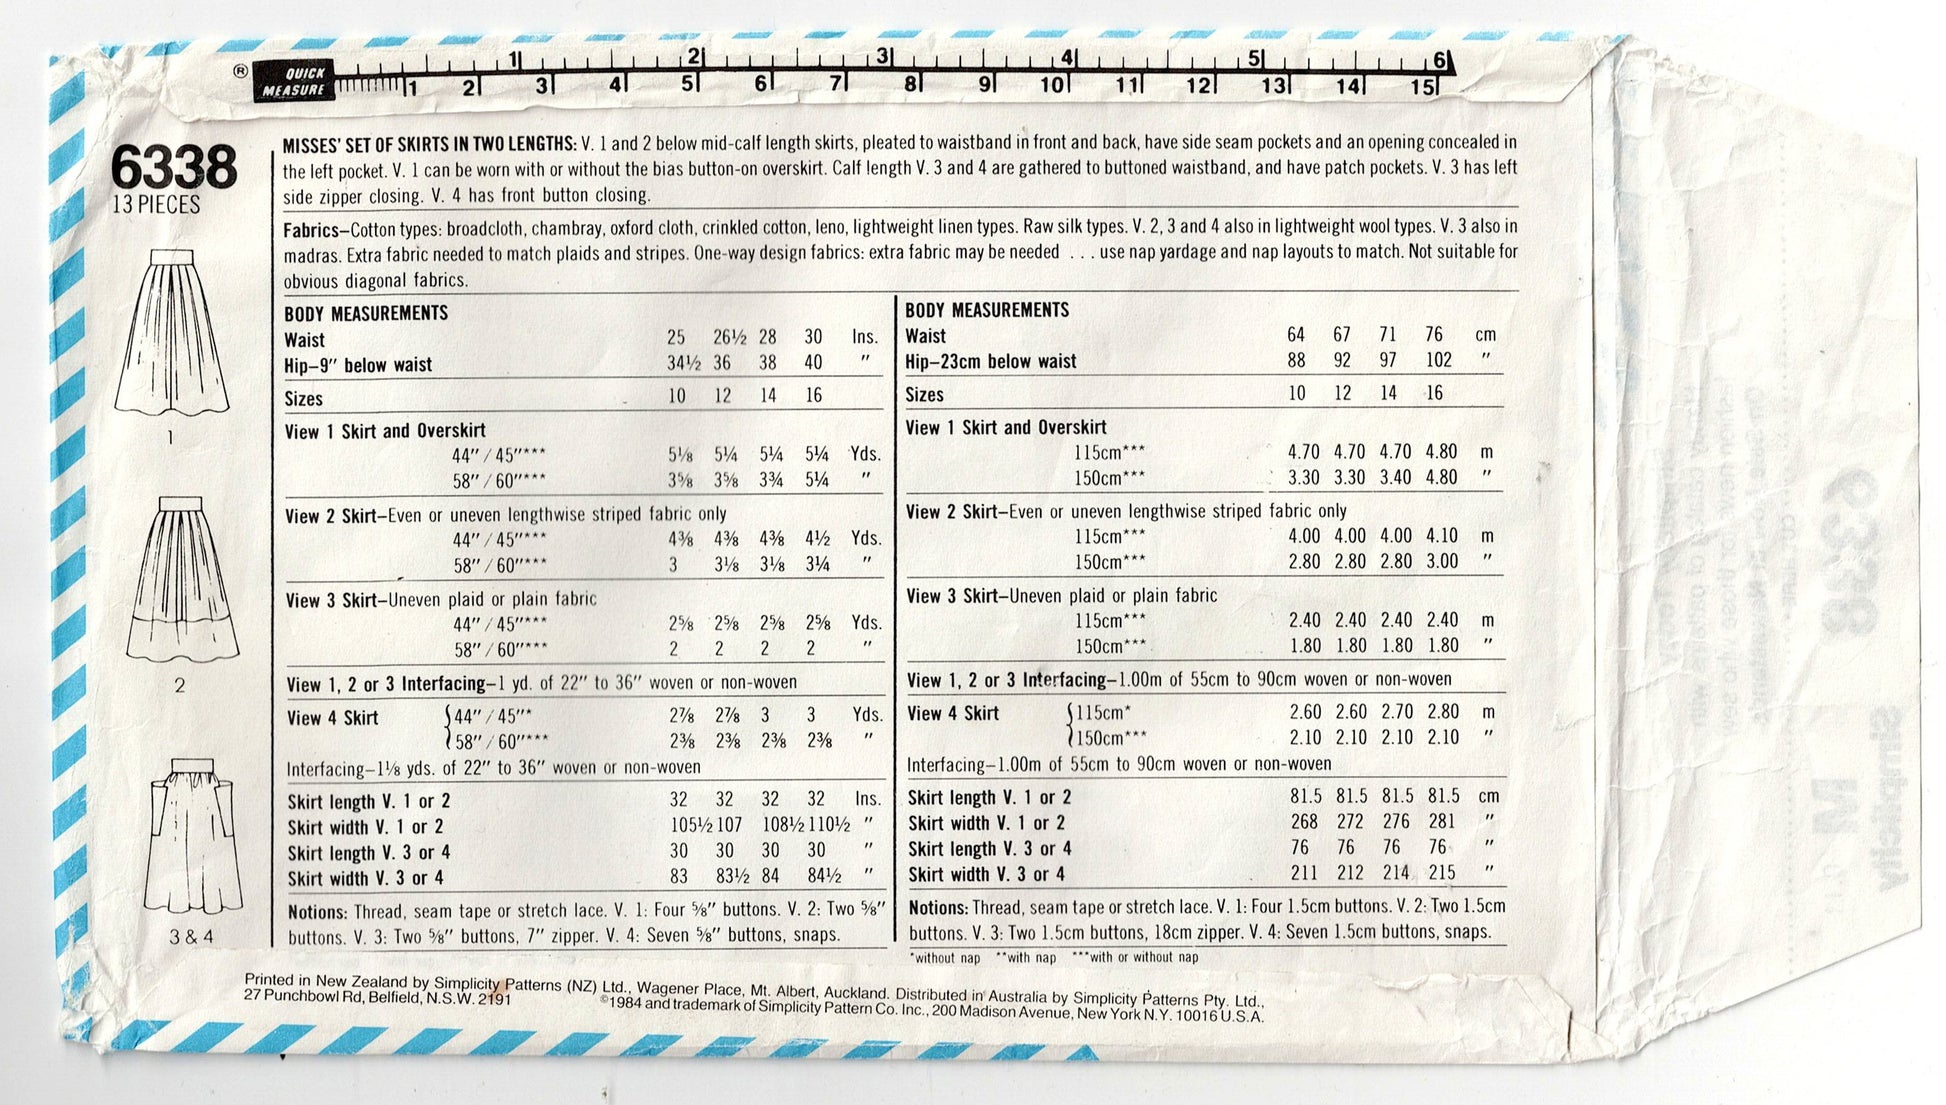 ® QUICK MEASURE
1 2 3 4 5 6
1 2 3 4 5 6 7 8 9 10 11 12 13 14 15
6338
13 PIECES
1
2
3 & 4
MISSES' SET OF SKIRTS IN TWO LENGTHS: V. 1 and 2 below mid-calf length skirts, pleated to waistband in front and back, have side seam pockets and an opening concealed in
the left pocket. V. 1 can be worn with or without the bias button-on overskirt. Calf length V. 3 and 4 are gathered to buttoned waistband, and have patch pockets. V. 3 has left
side zipper closing. V. 4 has front button closing.
Fabrics–Cotton types: broadcloth, chambray, oxford cloth, crinkled cotton, leno, lightweight linen types. Raw silk types. V. 2, 3 and 4 also in lightweight wool types. V. 3 also in
madras. Extra fabric needed to match plaids and stripes. One-way design fabrics: extra fabric may be needed . . . use nap yardage and nap layouts to match. Not suitable for
obvious diagonal fabrics.
BODY MEASUREMENTS
Waist 25 26½ 28 30 Ins.
Hip–9″ below waist 34½ 36 38 40 ″
Sizes 10 12 14 16
View 1 Skirt and Overskirt
44″ / 45″*** 5⅛ 5¼ 5¼ 5¼ Yds.
58″ / 60″*** 3⅝ 3⅝ 3¾ 5¼ ″
View 2 Skirt–Even or uneven lengthwise striped fabric only
44″ / 45″*** 4⅜ 4⅜ 4⅜ 4½ Yds.
58″ / 60″*** 3 3⅛ 3⅛ 3¼ ″
View 3 Skirt–Uneven plaid or plain fabric
44″ / 45″*** 2⅝ 2⅝ 2⅝ 2⅝ Yds.
58″ / 60″*** 2 2 2 2 ″
View 1, 2 or 3 Interfacing–1 yd. of 22″ to 36″ woven or non-woven
View 4 Skirt 44″ / 45″* 2⅞ 2⅞ 3 3 Yds.
58″ / 60″*** 2⅜ 2⅜ 2⅜ 2⅜ ″
Interfacing–1⅛ yds. of 22″ to 36″ woven or non-woven
Skirt length V. 1 or 2 32 32 32 32 Ins.
Skirt width V. 1 or 2 105½ 107 108½ 110½ ″
Skirt length V. 3 or 4 30 30 30 30 ″
Skirt width V. 3 or 4 83 83½ 84 84½ ″
Notions: Thread, seam tape or stretch lace. V. 1: Four ⅝″ buttons. V. 2: Two ⅝″
buttons. V. 3: Two ⅝″ buttons, 7″ zipper. V. 4: Seven ⅝″ buttons, snaps.
BODY MEASUREMENTS
Waist 64 67 71 76 cm
Hip–23cm below waist 88 92 97 102 ″
Sizes 10 12 14 16
View 1 Skirt and Overskirt
115cm*** 4.70 4.70 4.70 4.80 m
150cm*** 3.30 3.30 3.40 4.80 ″
View 2 Skirt–Even or uneven lengthwise striped fabric only
115cm*** 4.00 4.00 4.00 4.10 m
150cm*** 2.80 2.80 2.80 3.00 ″
View 3 Skirt–Uneven plaid or plain fabric
115cm*** 2.40 2.40 2.40 2.40 m
150cm*** 1.80 1.80 1.80 1.80 ″
View 1, 2 or 3 Interfacing–1.00m of 55cm to 90cm woven or non-woven
View 4 Skirt 115cm* 2.60 2.60 2.70 2.80 m
150cm*** 2.10 2.10 2.10 2.10 ″
Interfacing–1.00m of 55cm to 90cm woven or non-woven
Skirt length V. 1 or 2 81.5 81.5 81.5 81.5 cm
Skirt width V. 1 or 2 268 272 276 281 ″
Skirt length V. 3 or 4 76 76 76 76 ″
Skirt width V. 3 or 4 211 212 214 215 ″
Notions: Thread, seam tape or stretch lace. V. 1: Four 1.5cm buttons. V. 2: Two 1.5cm
buttons. V. 3: Two 1.5cm buttons, 18cm zipper. V. 4: Seven 1.5cm buttons, snaps.
*without nap **with nap ***with or without nap
Printed in New Zealand by Simplicity Patterns (NZ) Ltd., Wagener Place, Mt. Albert, Auckland. Distributed in Australia by Simplicity Patterns Pty. Ltd.,
27 Punchbowl Rd, Belfield, N.S.W. 2191 ©1984 and trademark of Simplicity Pattern Co. Inc., 200 Madison Avenue, New York N.Y. 10016 U.S.A.
6338
Simplicity